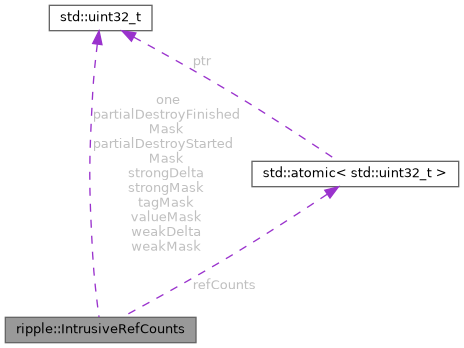 std::uint32_t
ptr
one
partialDestroyFinished
Mask
partialDestroyStarted
Mask
strongDelta
strongMask
tagMask
valueMask
weakDelta
weakMask
std::atomic< std::uint32_t >
refCounts
ripple::IntrusiveRefCounts